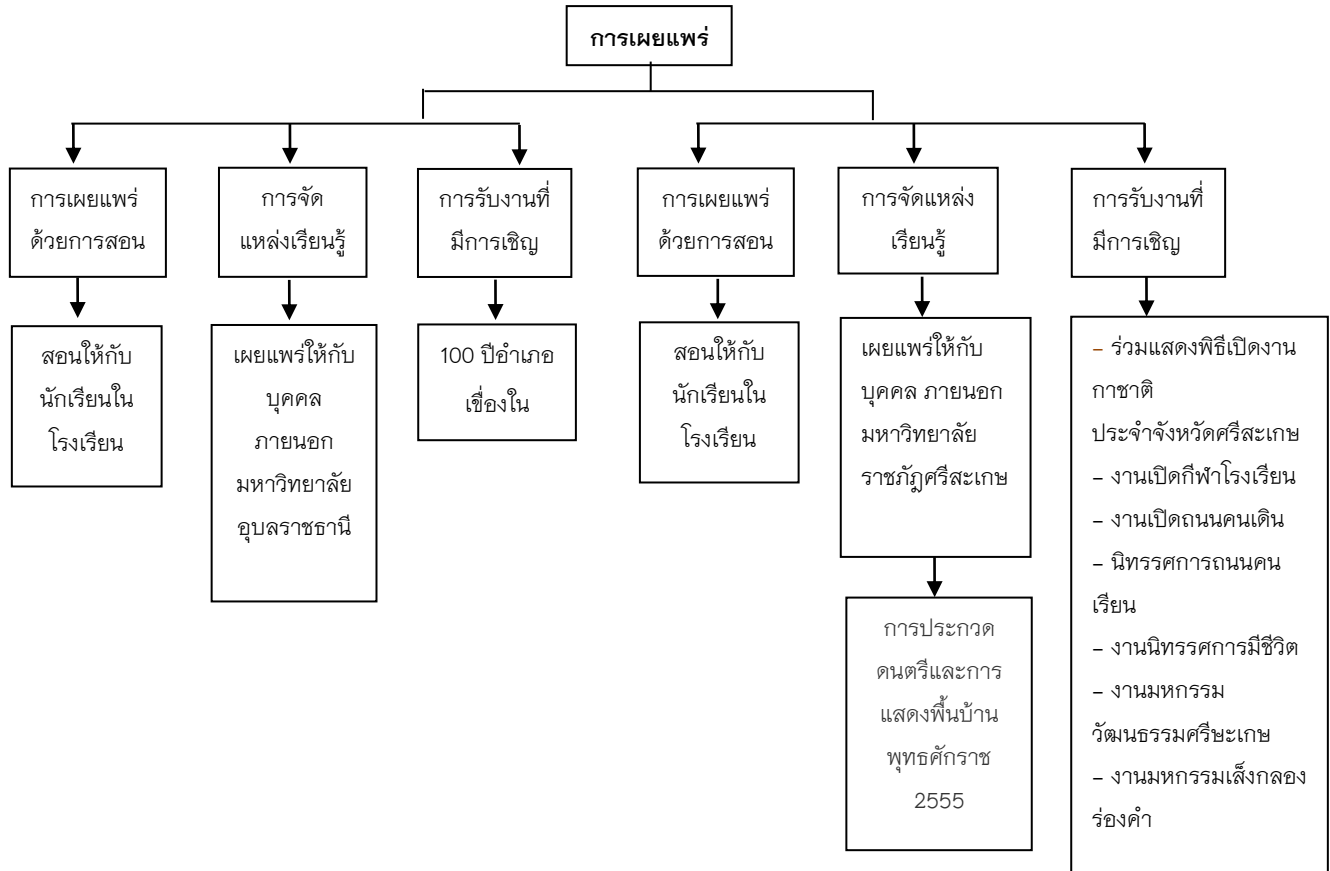 การเผยแพร่
การเผยแพร่
ด้วยการสอน
การจัด
แหล่งเรียนรู้
การรับงานที่
มีการเชิญ
การเผยแพร่
ด้วยการสอน
การจัดแหล่ง
เรียนรู้
การรับงานที่
มีการเชิญ
สอนให้กับ
นักเรียนใน
โรงเรียน
เผยแพร่ให้กับ
บุคคล
ภายนอก
มหาวิทยาลัย
อุบลราชธานี
100 ปีอำเภอ
เขื่องใน
สอนให้กับ
นักเรียนใน
โรงเรียน
เผยแพร่ให้กับ
บุคคล ภายนอก
มหาวิทยาลัย
ราชภัฎศรีสะเกษ
การประกวด
ดนตรีและการ
แสดงพื้นบ้าน
พุทธศักราช
2555
– ร่วมแสดงพิธีเปิดงาน
กาชาติ
ประจำจังหวัดศรีสะเกษ
– งานเปิดกีฬาโรงเรียน
– งานเปิดถนนคนเดิน
– นิทรรศการถนนคน
เรียน
– งานนิทรรศการมีชีวิต
– งานมหกรรม
วัฒนธรรมศรีษะเกษ
– งานมหกรรมเส็งกลอง
ร่องคำ